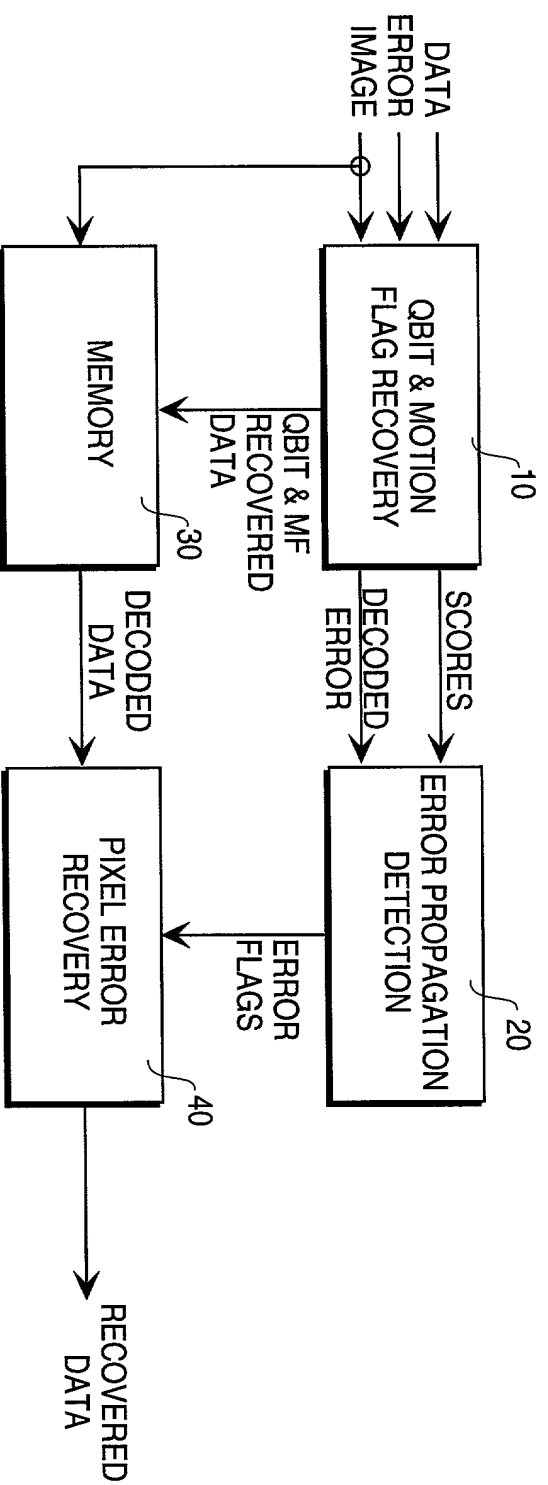 DATA
ERROR
IMAGE
QBIT & MOTION
FLAG RECOVERY
10
SCORES
DECODED
ERROR
ERROR PROPAGATION
DETECTION
20
QBIT & MF
RECOVERED
DATA
ERROR
FLAGS
MEMORY
30
DECODED
DATA
PIXEL ERROR
RECOVERY
40
RECOVERED
DATA